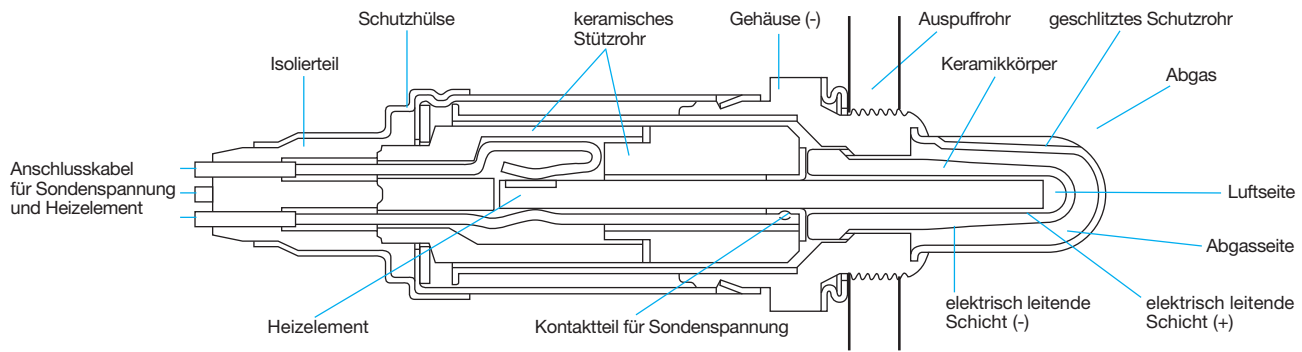 Schutzhülse
keramisches
Stützrohr
Gehäuse (-)
Auspuffrohr
geschlitztes Schutzrohr
Isolierteil
Keramikkörper
Abgas
Anschlusskabel
für Sondenspannung
und Heizelement
Luftseite
Abgasseite
Heizelement
Kontaktteil für Sondenspannung
elektrisch leitende
Schicht (-)
elektrisch leitende
Schicht (+)